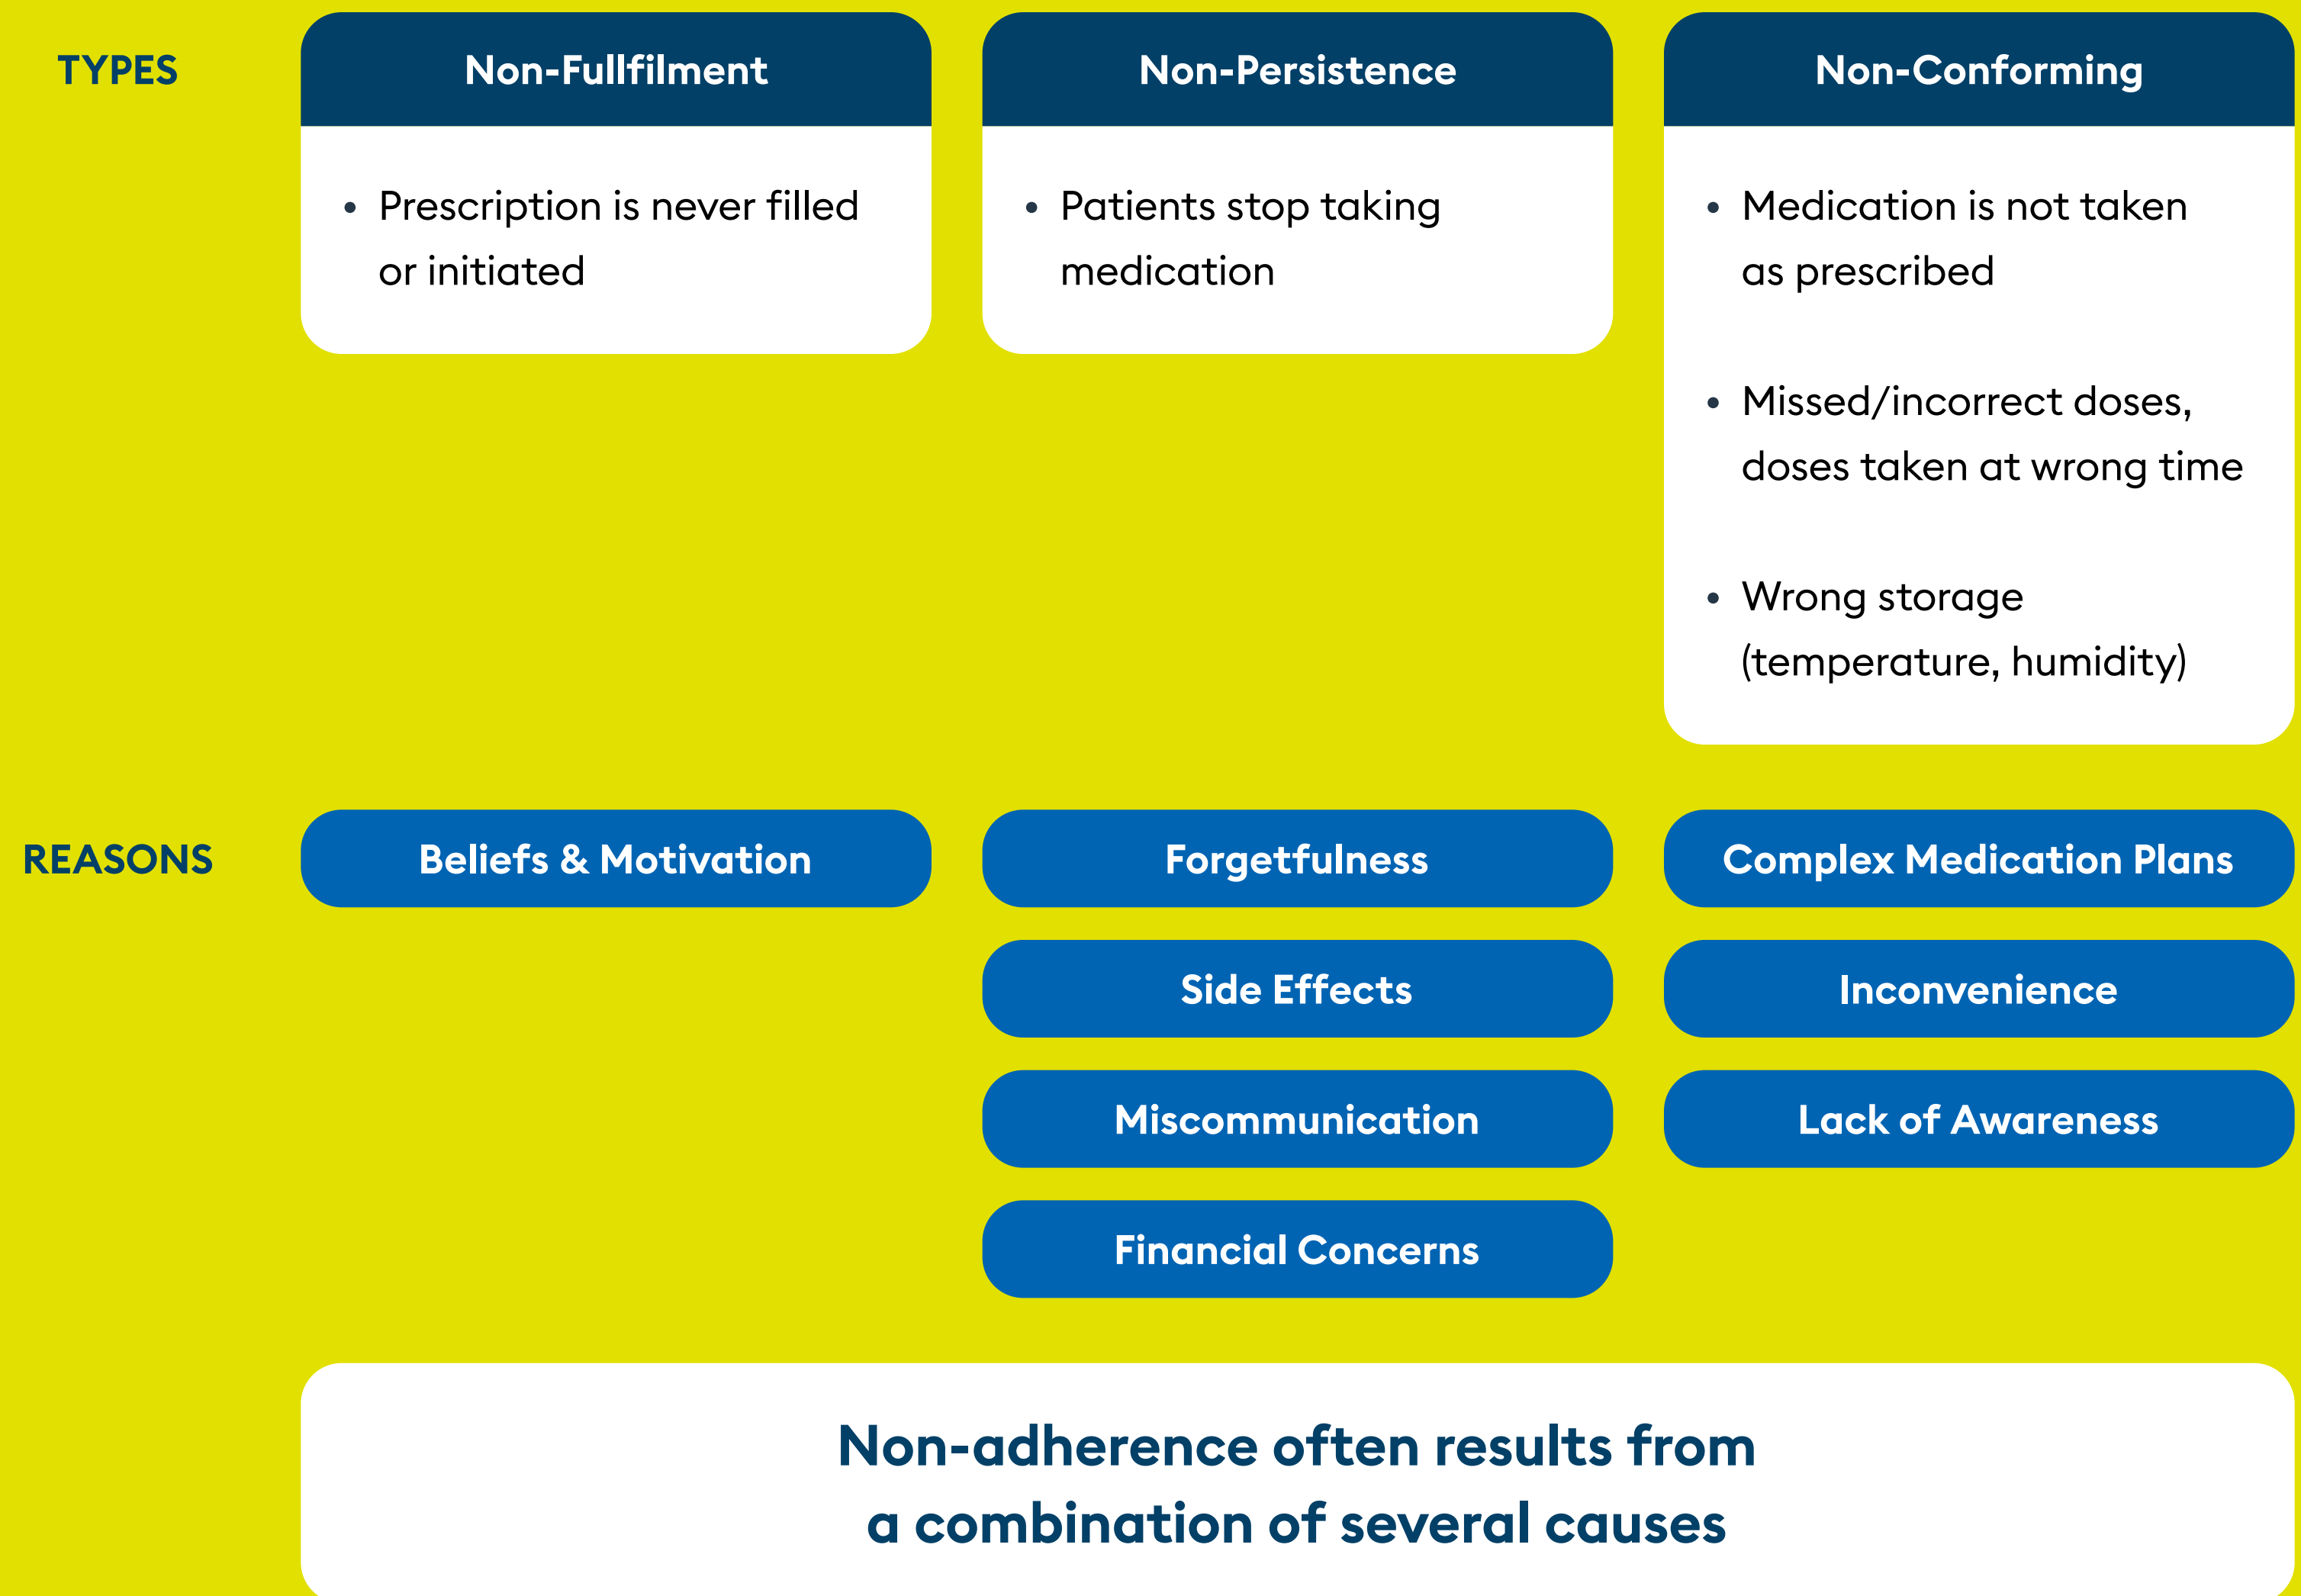 TYPES
Non-Fullfilment
• Prescription is never filled
or initiated
Non-Persistence
• Patients stop taking
medication
Non-Conforming
• Medication is not taken
as prescribed
• Missed/incorrect doses,
doses taken at wrong time
• Wrong storage
(temperature, humidity)
REASONS
Beliefs & Motivation
Forgetfulness
Side Effects
Miscommunication
Financial Concerns
Complex Medication Plans
Inconvenience
Lack of Awareness
Non-adherence often results from
a combination of several causes